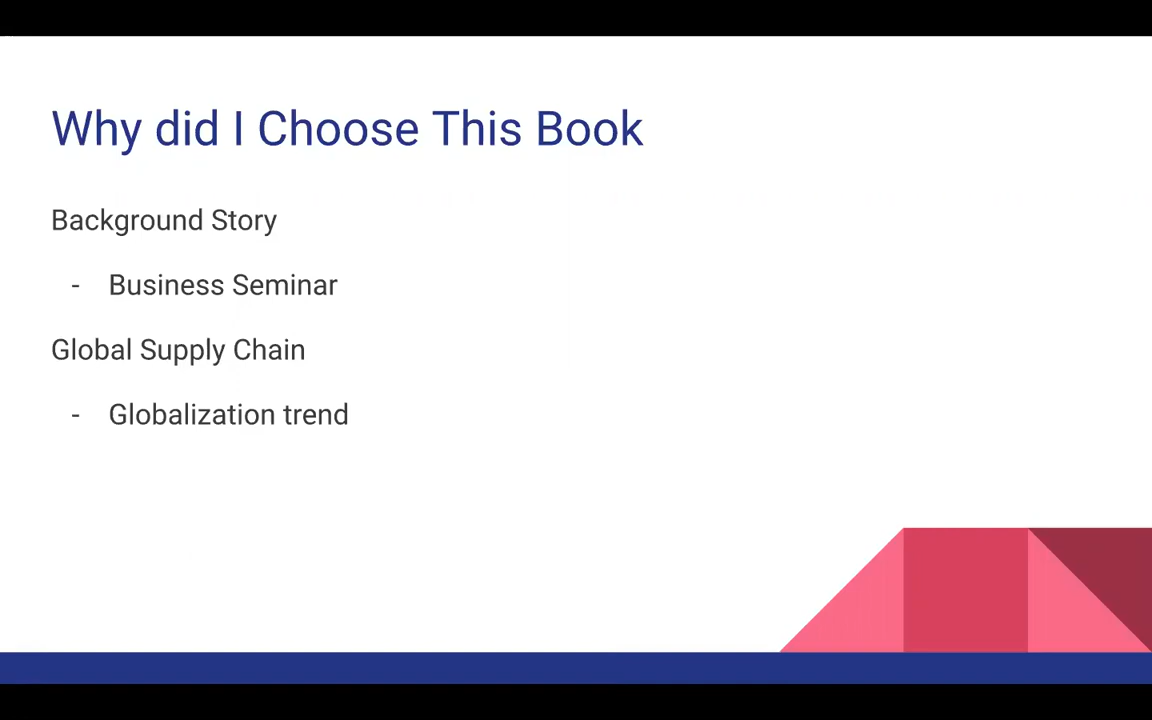 Why did I Choose This Book
Background Story
- Business Seminar
Global Supply Chain
- Globalization trend